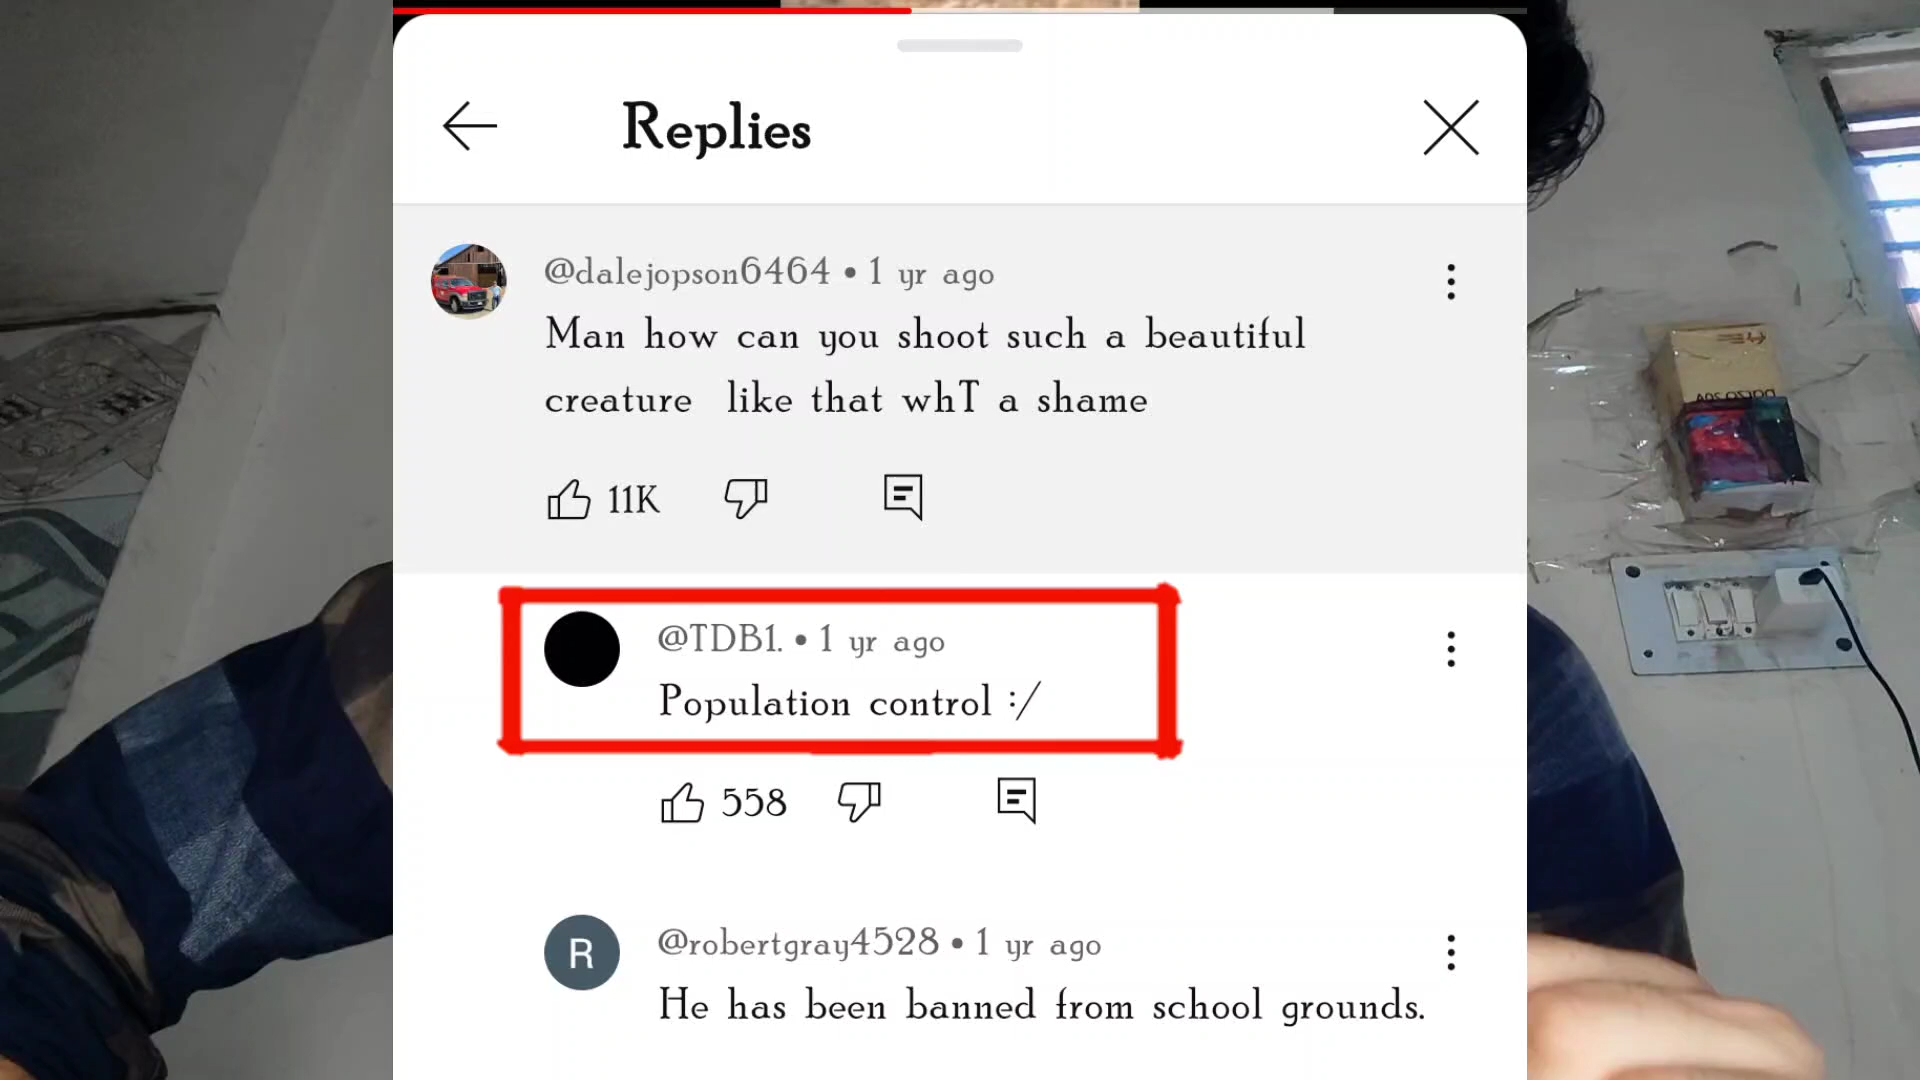 Replies
@dalejopson6464 • 1 yr ago
Man how can you shoot such a beautiful
creature like that whT a shame
11K
@TDB1. • 1 yr ago
Population control :/
558
R
@robertgray4528 • 1 yr ago
He has been banned from school grounds.